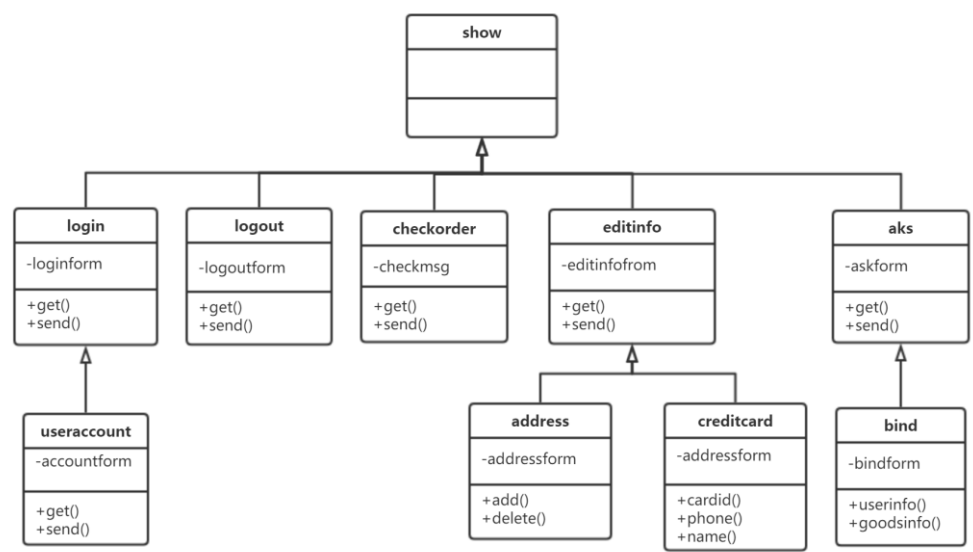 show
login
-loginform
+get()
+send()
logout
-logoutform
+get()
+send()
checkorder
-checkmsg
+get()
+send()
editinfo
-editinfofrom
+get()
+send()
aks
-askform
+get()
+send()
useraccount
-accountform
+get()
+send()
address
-addressform
+add()
+delete()
creditcard
-addressform
+cardid()
+phone()
+name()
bind
-bindform
+userinfo()
+goodsinfo()